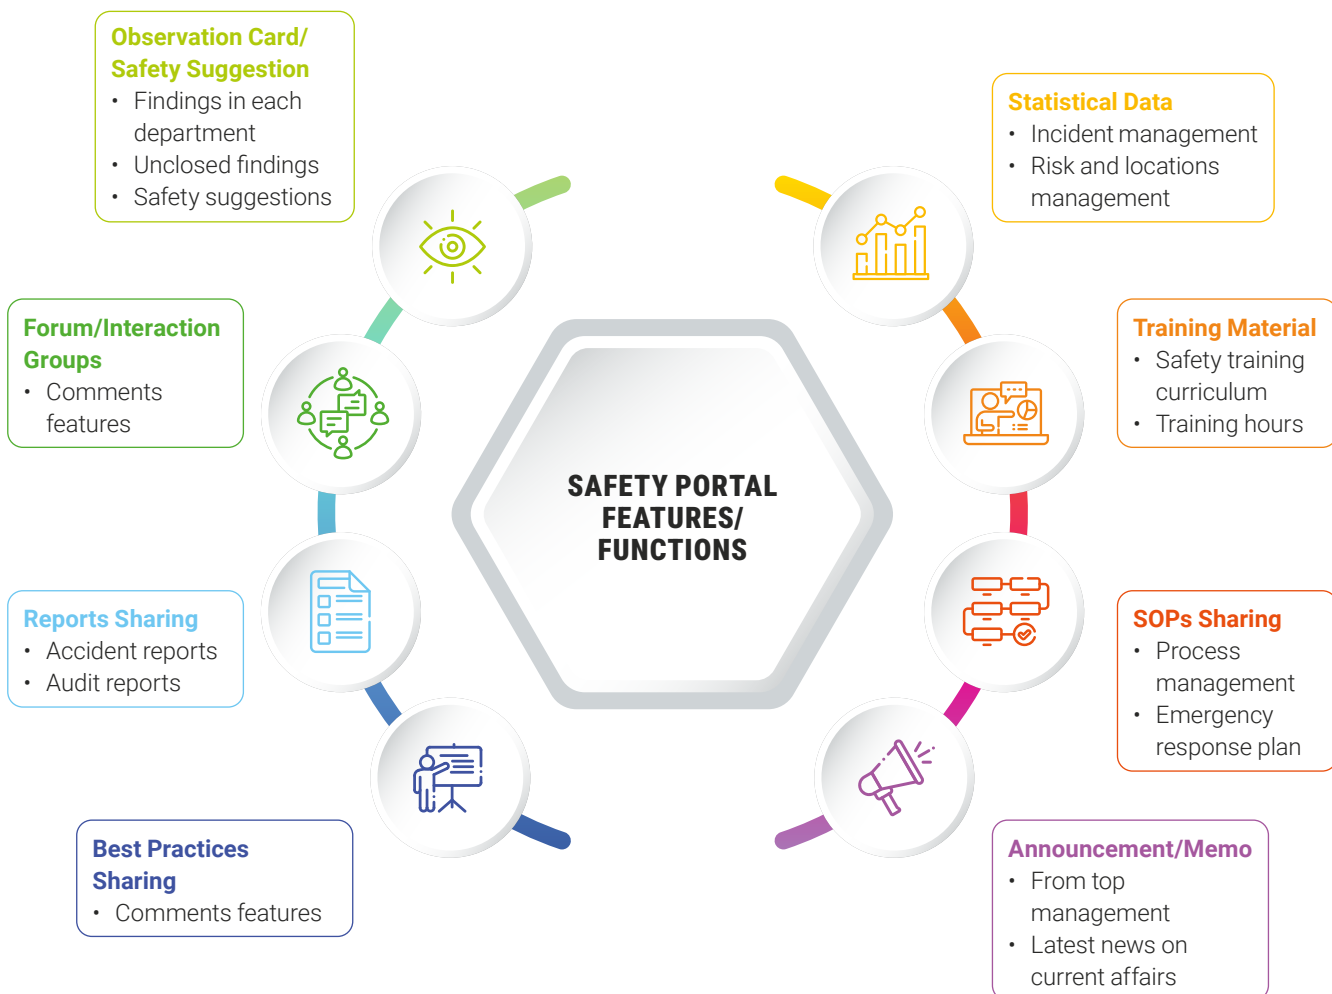 Observation Card/
Safety Suggestion
• Findings in each
department
• Unclosed findings
• Safety suggestions
Forum/Interaction
Groups
• Comments
features
Reports Sharing
• Accident reports
• Audit reports
Best Practices
Sharing
• Comments features
SAFETY PORTAL
FEATURES/
FUNCTIONS
Statistical Data
• Incident management
• Risk and locations
management
Training Material
• Safety training
curriculum
• Training hours
SOPs Sharing
• Process
management
• Emergency
response plan
Announcement/Memo
• From top
management
• Latest news on
current affairs